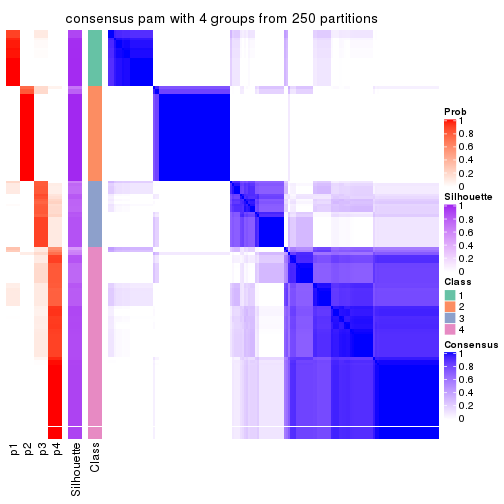 consensus pam with 4 groups from 250 partitions
Prob
1
0.8
0.6
0.4
0.2
0
Silhouette
1
0.8
0.6
0.4
0.2
0
Class
1
2
3
4
Consensus
1
0.8
0.6
0.4
0.2
0
p1
p2
p3
p4
Silhouette
Class